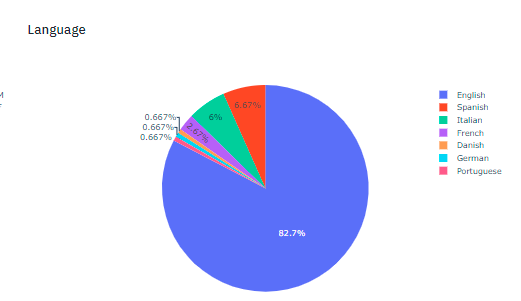 Language
M
0.667%
0.667%
0.667%
2.67%
6%
6.67%
82.7%
English
Spanish
Italian
French
Danish
German
Portuguese